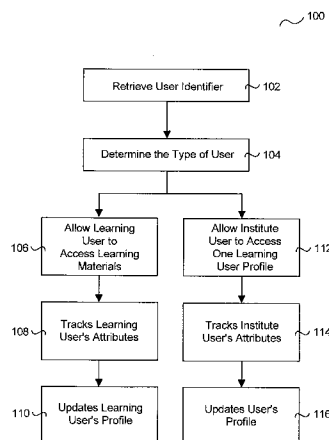 100
Retrieve User Identifier
102
Determine the Type of User
104
Allow Learning
User to
Access Learning
Materials
106
Allow Institute
User to Access
One Learning
User Profile
112
Tracks Learning
User's Attributes
108
Tracks Institute
User's Attributes
114
Updates Learning
User's Profile
110
Updates User's
Profile
116